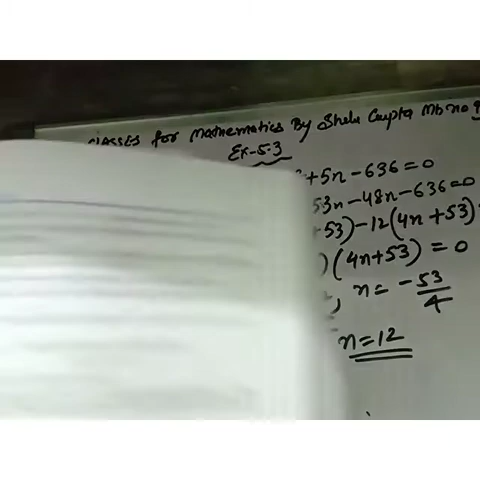 CLASSES for Mathematics By Shelu Gupta Mb no 9
Ex-5.3
+5n-636=0
53n-48n-636=0
+53)-12(4n+53)
)(4n+53)=0
, n=-53/4
n=12